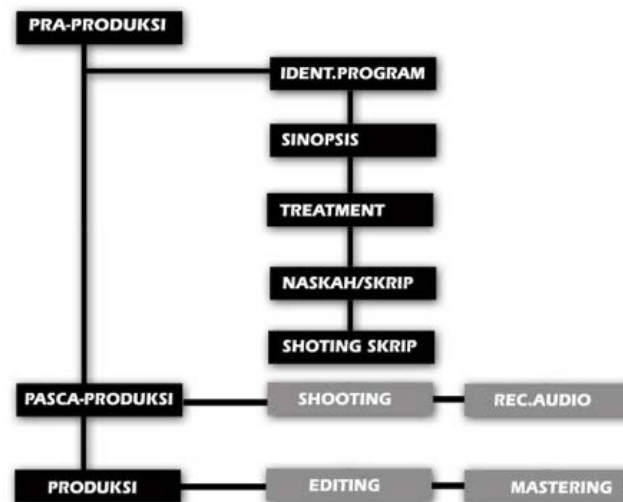 PRA-PRODUKSI
IDENT.PROGRAM
SINOPSIS
TREATMENT
NASKAH/SKRIP
SHOTING SKRIP
PASCA-PRODUKSI SHOOTING REC.AUDIO
PRODUKSI EDITING MASTERING